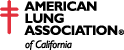 AMERICAN
LUNG
ASSOCIATION®
of California